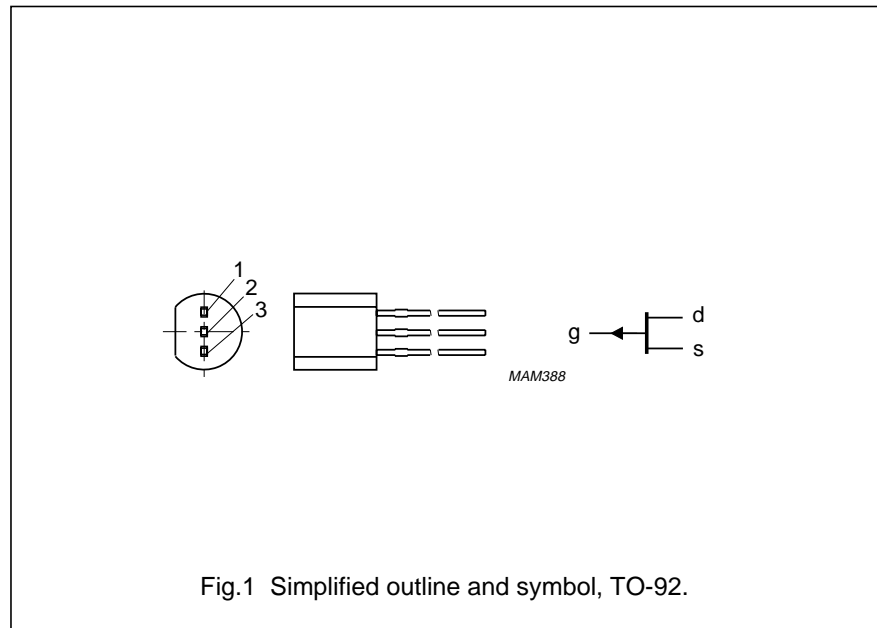 1
2
3
g
d
s
MAM388
Fig.1 Simplified outline and symbol, TO-92.